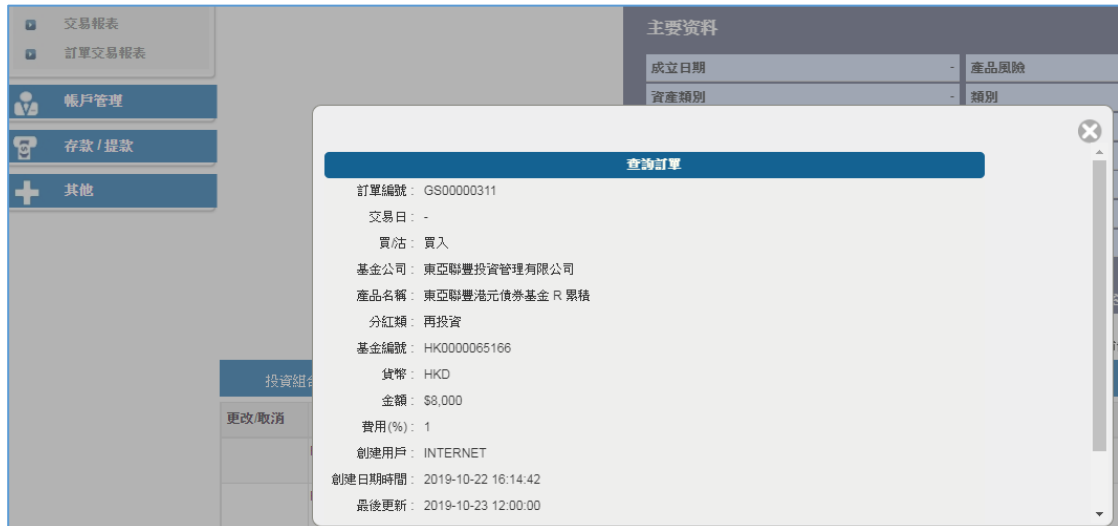 交易報表
訂單交易報表
帳戶管理
存款 / 提款
其他
主要资料
成立日期 - 產品風險
資產類別 - 類別
查詢訂單
訂單編號 : GS00000311
交易日 : -
買/沽 : 買入
基金公司 : 東亞聯豐投資管理有限公司
產品名稱 : 東亞聯豐港元債券基金 R 累積
分紅類 : 再投資
基金編號 : HK0000065166
貨幣 : HKD
金額 : $8,000
費用(%) : 1
創建用戶 : INTERNET
創建日期時間 : 2019-10-22 16:14:42
最後更新 : 2019-10-23 12:00:00
投資組
更改/取消